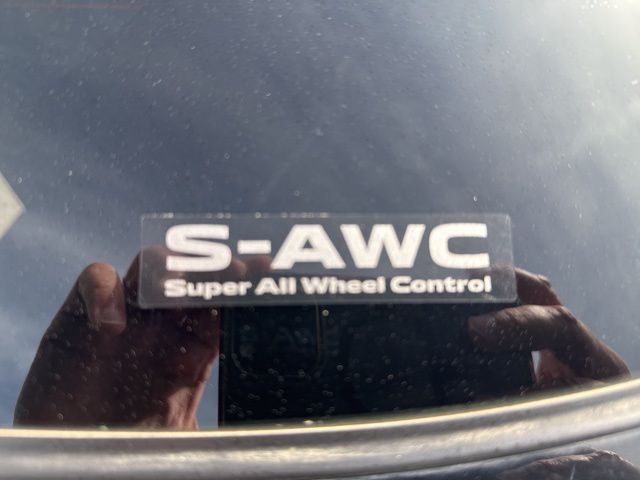 S-AWC
Super All Wheel Control